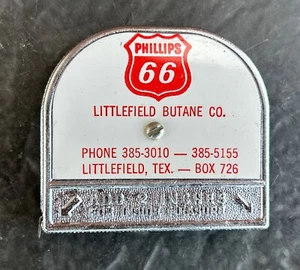 PHILLIPS
66
LITTLEFIELD BUTANE CO.
PHONE 385-3010 — 385-5155
LITTLEFIELD, TEX. — BOX 726
ADD 2 INCHES